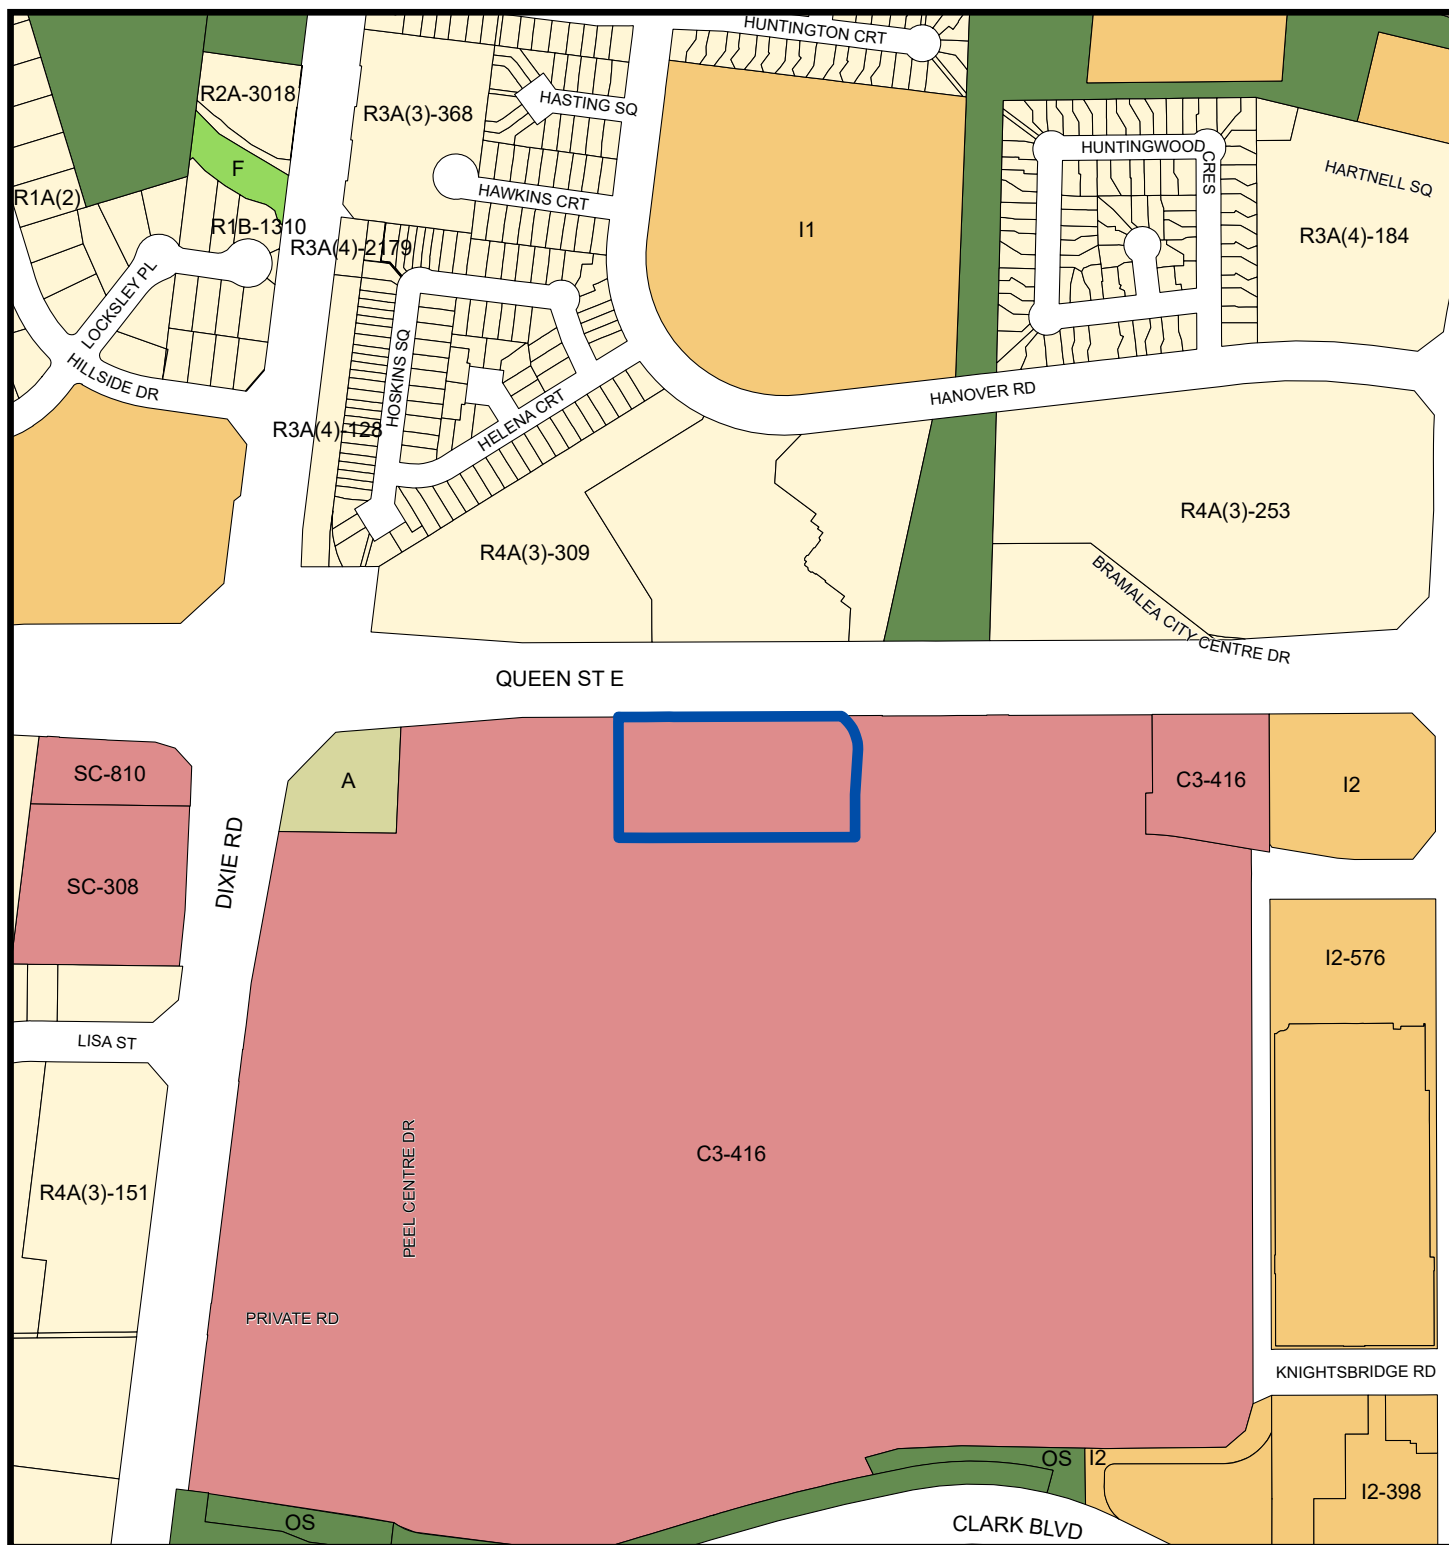 HUNTINGTON CRT
R2A-3018
R3A(3)-368
HASTING SQ
HUNTINGWOOD
CRES
F
HARTNELL SQ
R1A(2)
HAWKINS CRT
R1B-1310
I1
R3A(4)-184
R3A(4)-2179
LOCKSLEY PL
HILLSIDE DR
HOSKINS SQ
HANOVER RD
HELENA CRT
R3A(4)-128
R4A(3)-253
R4A(3)-309
BRAMALEA CITY CENTRE DR
QUEEN ST E
SC-810
A
C3-416
I2
DIXIE RD
SC-308
I2-576
LISA ST
PEEL CENTRE DR
C3-416
R4A(3)-151
PRIVATE RD
KNIGHTSBRIDGE RD
OS
I2
I2-398
OS
CLARK BLVD